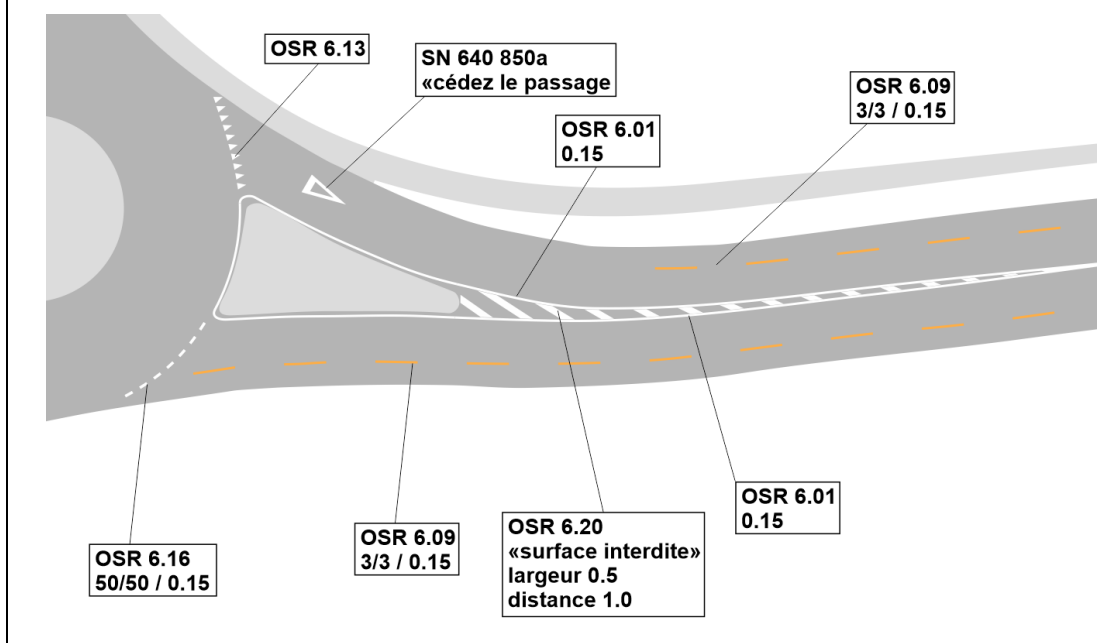 OSR 6.13
SN 640 850a
«cédez le passage
OSR 6.09
3/3 / 0.15
OSR 6.01
0.15
OSR 6.01
0.15
OSR 6.20
«surface interdite»
largeur 0.5
distance 1.0
OSR 6.09
3/3 / 0.15
OSR 6.16
50/50 / 0.15